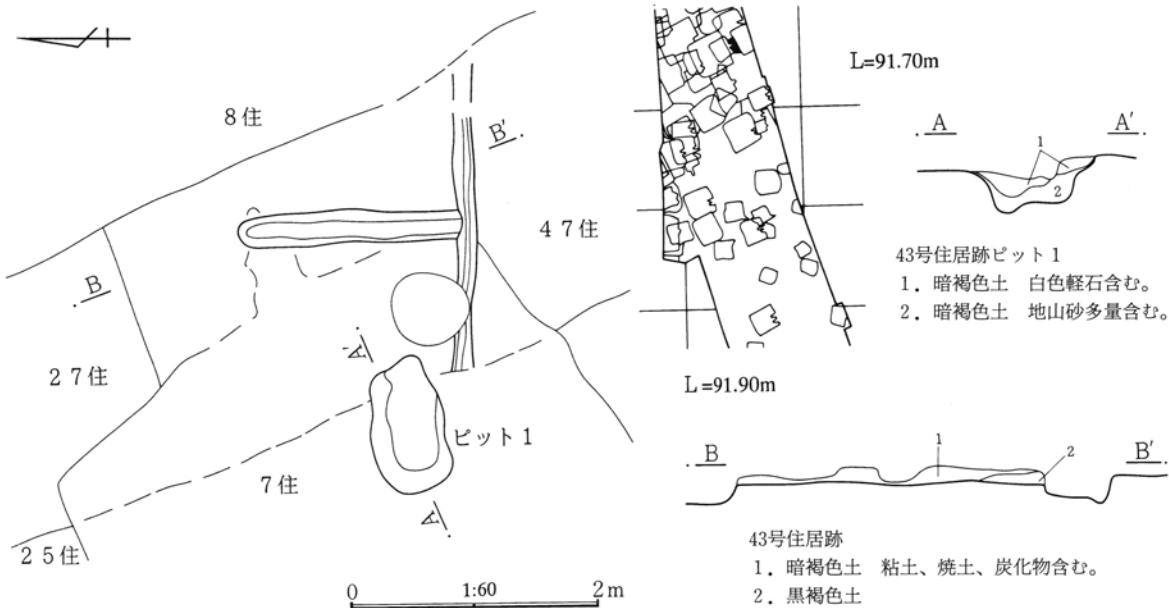 8住
B'
47住
B
27住
A'
ピット1
7住
A
25住
0 1:60 2m
L=91.70m
A A'
1
2
43号住居跡ピット1
1. 暗褐色土 白色軽石含む。
2. 暗褐色土 地山砂多量含む。
L=91.90m
B B'
1
2
43号住居跡
1. 暗褐色土 粘土、焼土、炭化物含む。
2. 黒褐色土